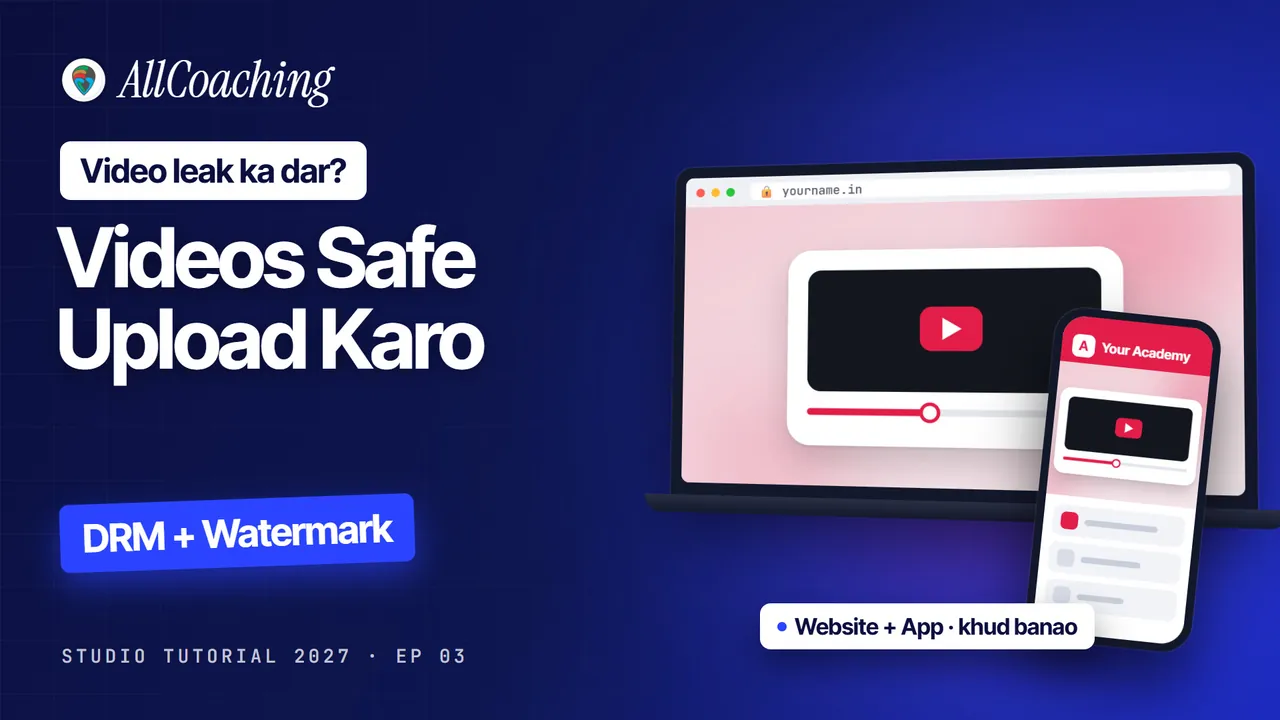 AllCoaching
Video leak ka dar?
Videos Safe
Upload Karo
DRM + Watermark
STUDIO TUTORIAL 2027 · EP 03
yourname.in
A Your Academy
Website + App · khud banao